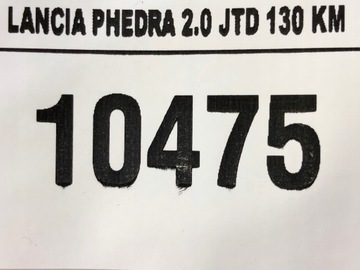 LANCIA PHEDRA 2.0 JTD 130 KM
10475